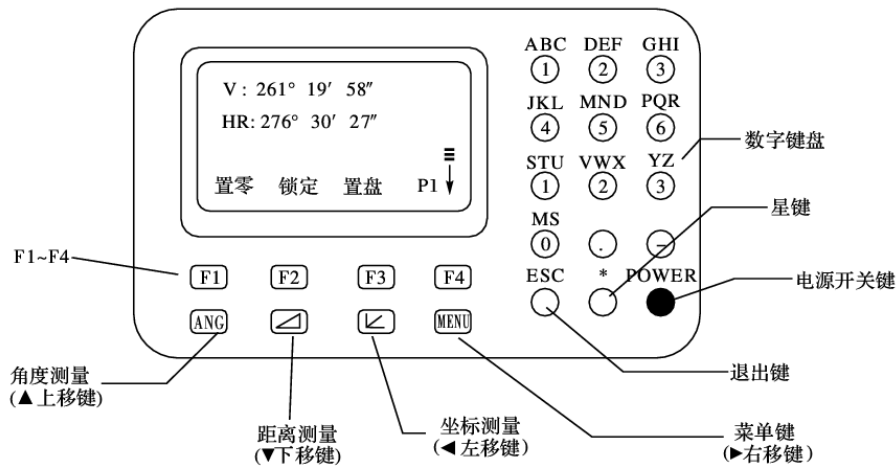 V : 261° 19′ 58″
HR: 276° 30′ 27″
置零 锁定 置盘 P1
ABC DEF GHI
1 2 3
JKL MND PQR
4 5 6
STU VWX YZ
1 2 3
MS
0 . -
ESC * POWER
F1 F2 F3 F4
ANG MENU
F1~F4
数字键盘
星键
电源开关键
退出键
角度测量
(▲上移键)
距离测量
(▼下移键)
坐标测量
(◀左移键)
菜单键
(▶右移键)